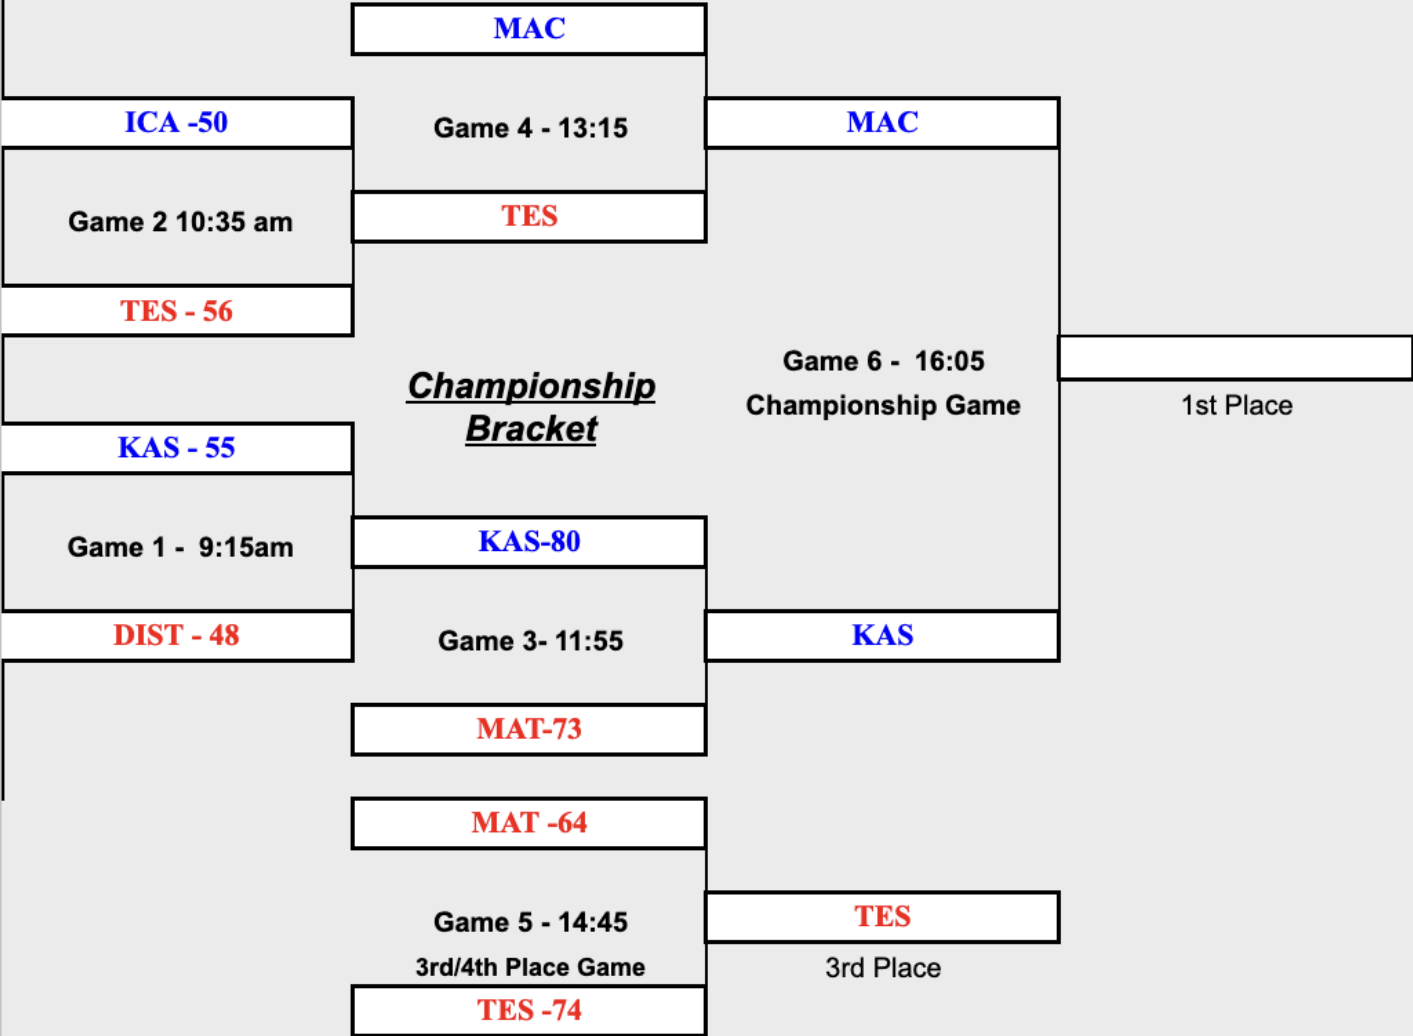 MAC
ICA -50
Game 4 - 13:15
MAC
Game 2 10:35 am
TES
TES - 56
Championship
Bracket
Game 6 -  16:05
Championship Game
1st Place
KAS - 55
Game 1 -  9:15am
KAS-80
DIST - 48
Game 3- 11:55
KAS
MAT-73
MAT -64
Game 5 - 14:45
3rd/4th Place Game
TES
3rd Place
TES -74